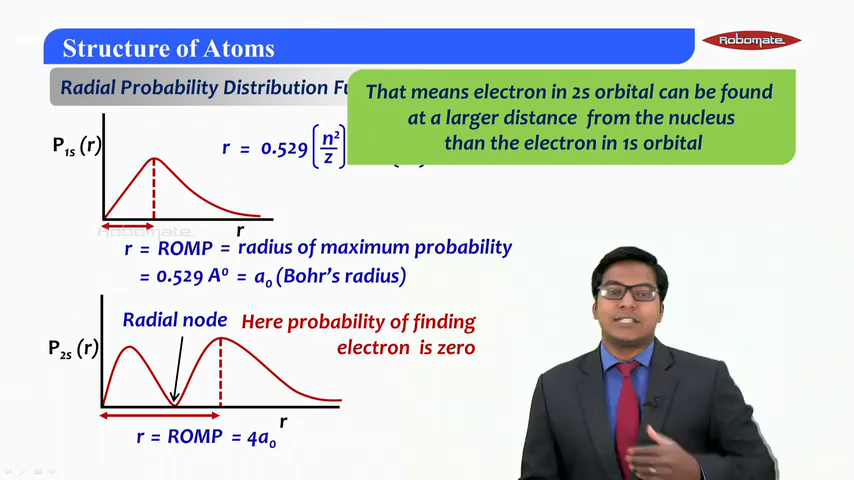 Structure of Atoms
Robomate
Radial Probability Distribution Fu
That means electron in 2s orbital can be found
at a larger distance from the nucleus
than the electron in 1s orbital
P1s (r)
r = 0.529 [n²/z]
r
Robomate
r = ROMP = radius of maximum probability
= 0.529 A⁰ = a₀ (Bohr's radius)
Radial node
Here probability of finding
electron is zero
P2s (r)
r
r = ROMP = 4a₀